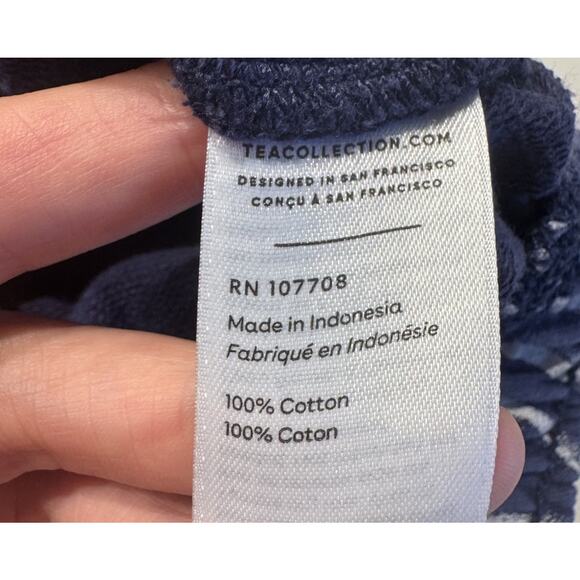 TEACOLLECTION.COM
DESIGNED IN SAN FRANCISCO
CONÇU À SAN FRANCISCO
RN 107708
Made in Indonesia
Fabriqué en Indonésie
100% Cotton
100% Coton